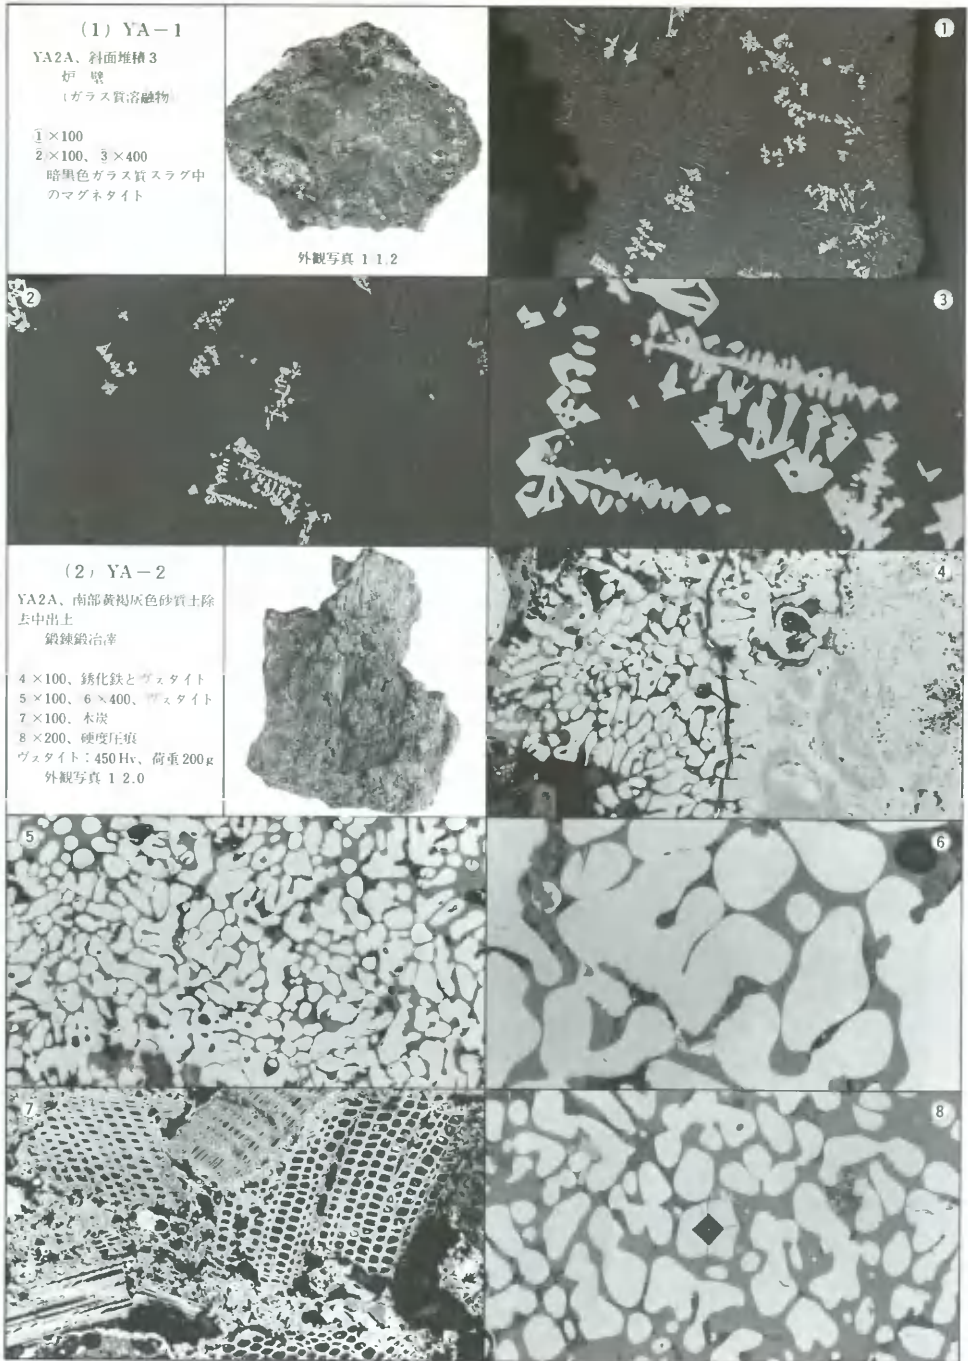 (1) YA-1
YA2A、斜面堆積3
炉 壁
(ガラス質溶融物)
1 ×100
2 ×100、3 ×400
暗黒色ガラス質スラグ中
のマグネタイト
外観写真 1/1.2
①
②
③
(2) YA-2
YA2A、南部黄褐灰色砂質土除
去中出土
鍛錬鍛冶滓
4 ×100、銹化鉄とヴスタイト
5 ×100、6 ×400、ヴスタイト
7 ×100、木炭
8 ×200、硬度圧痕
ヴスタイト:450Hv、荷重200g
外観写真 1/2.0
④
⑤
⑥
⑦
⑧